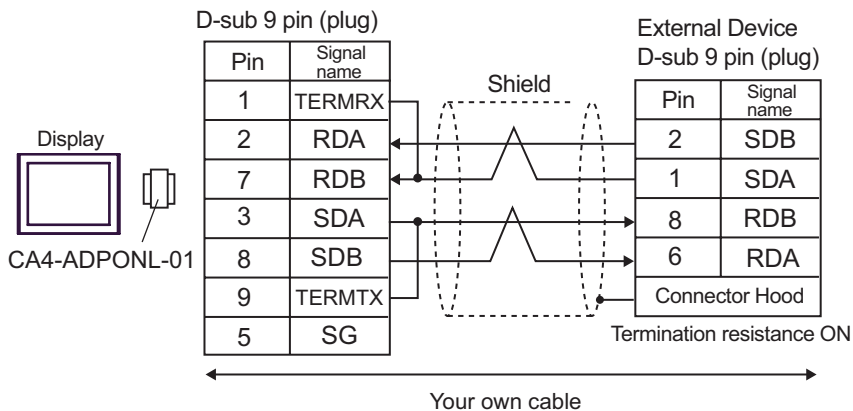 D-sub 9 pin (plug)
Pin Signal name
1 TERMRX
2 RDA
7 RDB
3 SDA
8 SDB
9 TERMTX
5 SG
Display
CA4-ADPONL-01
Shield
External Device
D-sub 9 pin (plug)
Pin Signal name
2 SDB
1 SDA
8 RDB
6 RDA
Connector Hood
Termination resistance ON
Your own cable